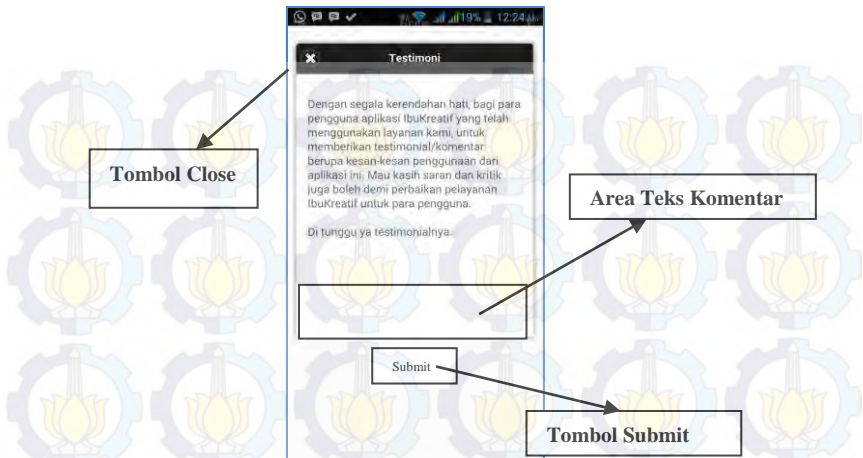 19% 12:24 AM
Testimoni
Dengan segala kerendahan hati, bagi para
pengguna aplikasi IbuKreatif yang telah
menggunakan layanan kami, untuk
memberikan testimonial/komentar
berupa kesan-kesan penggunaan dari
aplikasi ini. Mau kasih saran dan kritik
juga boleh demi perbaikan pelayanan
IbuKreatif untuk para pengguna.
Di tunggu ya testimonialnya.
Tombol Close
Area Teks Komentar
Submit
Tombol Submit